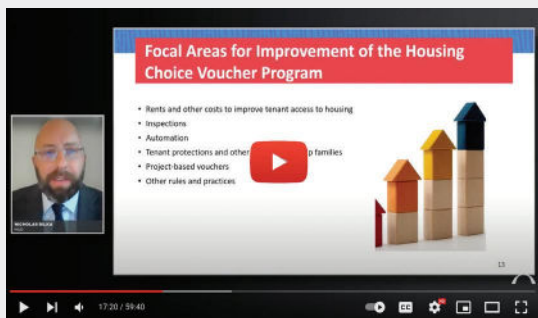 Focal Areas for Improvement of the Housing
Choice Voucher Program
• Rents and other costs to improve tenant access to housing
• Inspections
• Automation
• Tenant protections and other p families
• Project-based vouchers
• Other rules and practices
NICHOLAS
13
17:20 / 59:40
CC